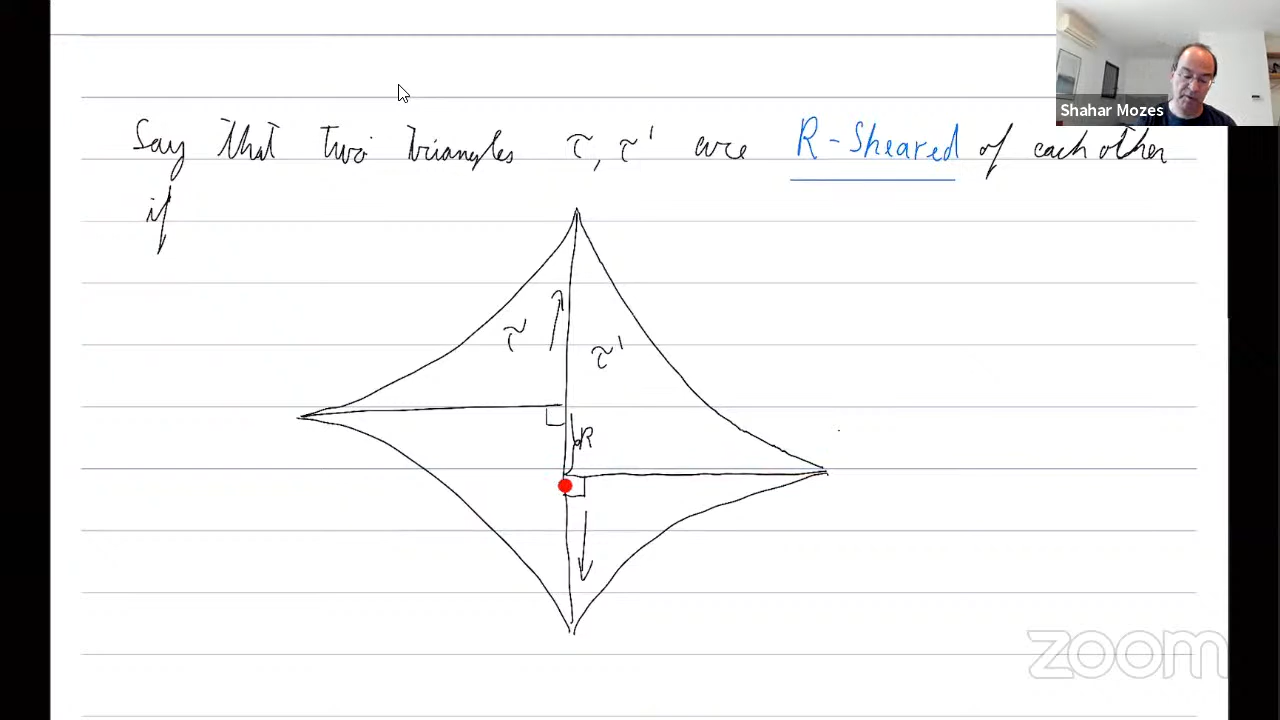 Shahar Mozes
Say that two triangles τ, τ' are R-Sheared of each other
if
τ
τ'
R
zoom